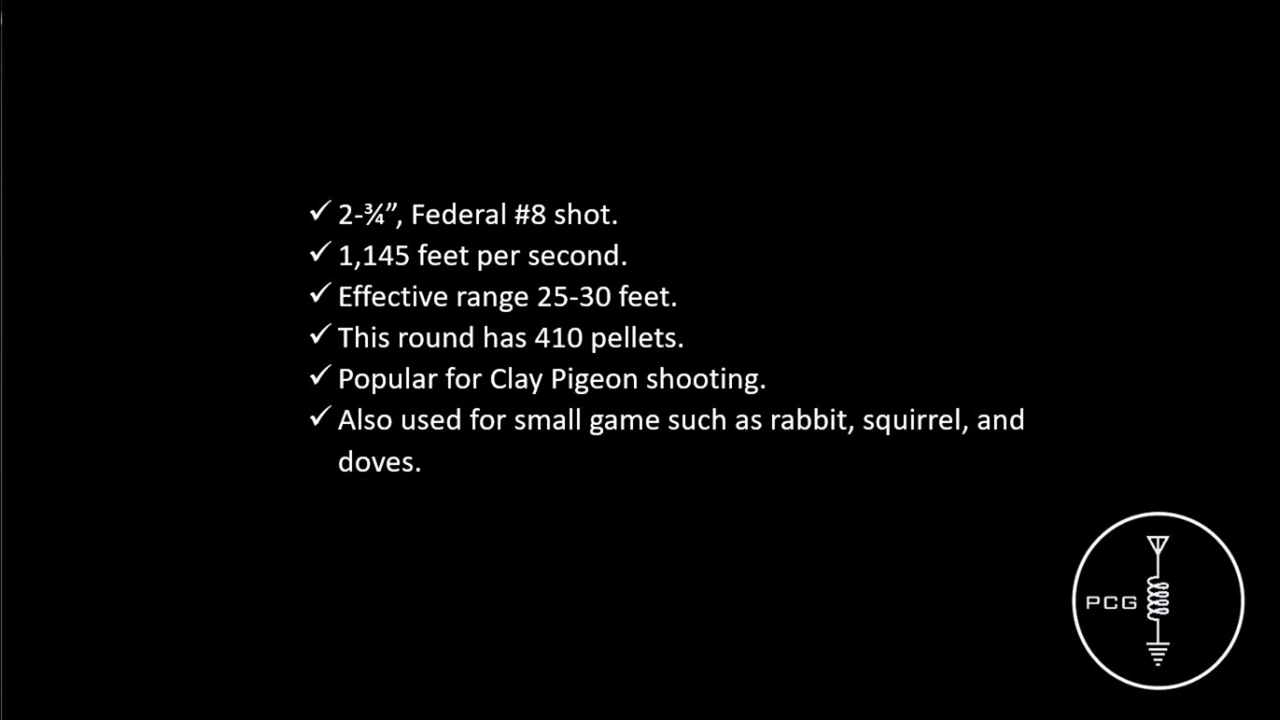 ✓ 2-¾”, Federal #8 shot.
✓ 1,145 feet per second.
✓ Effective range 25-30 feet.
✓ This round has 410 pellets.
✓ Popular for Clay Pigeon shooting.
✓ Also used for small game such as rabbit, squirrel, and
doves.
PCG